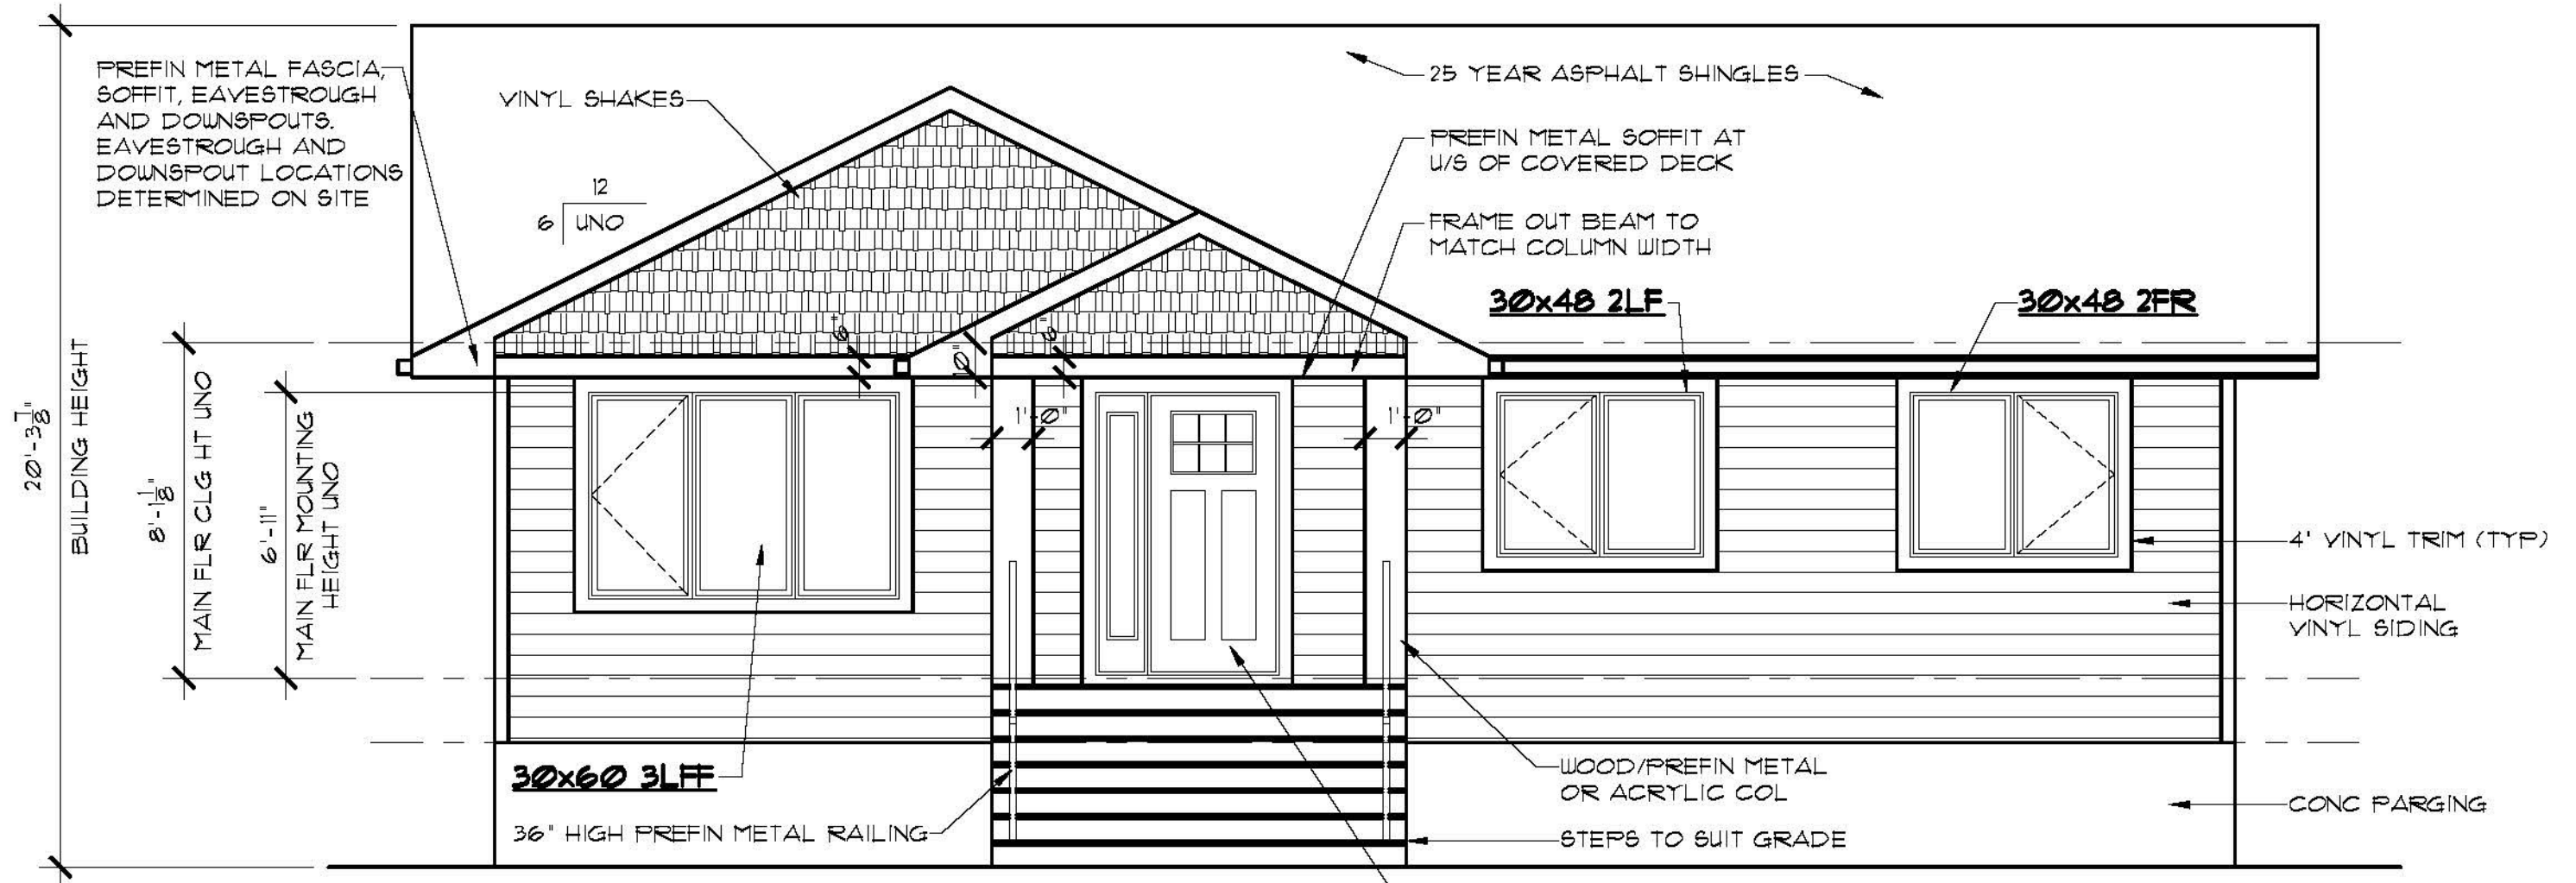 PREFIN METAL FASCIA,
SOFFIT, EAVESTROUGH
AND DOWNSPOUTS.
EAVESTROUGH AND
DOWNSPOUT LOCATIONS
DETERMINED ON SITE
VINYL SHAKES
12
6 UNO
25 YEAR ASPHALT SHINGLES
PREFIN METAL SOFFIT AT
U/S OF COVERED DECK
FRAME OUT BEAM TO
MATCH COLUMN WIDTH
30x48 2LF
30x48 2FR
20'-3 7/8"
BUILDING HEIGHT
8'-1 1/8"
MAIN FLR CLG HT UNO
6'-11"
MAIN FLR MOUNTING
HEIGHT UNO
6"
10"
6"
1'-0"
1'-0"
4' VINYL TRIM (TYP)
HORIZONTAL
VINYL SIDING
30x60 3LFF
36" HIGH PREFIN METAL RAILING
WOOD/PREFIN METAL
OR ACRYLIC COL
STEPS TO SUIT GRADE
CONC PARGING